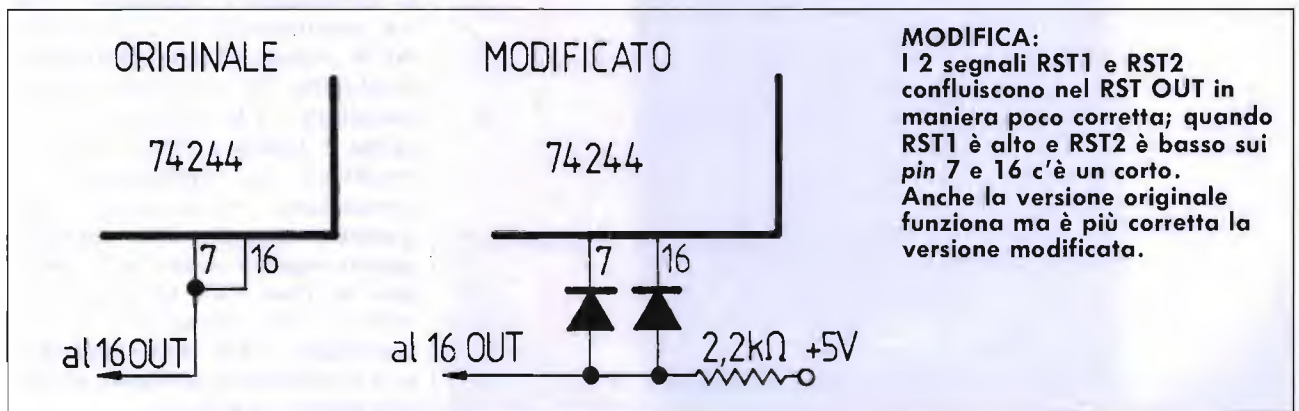 ORIGINALE
74244
7 16
al 16 OUT
MODIFICATO
74244
7 16
al 16 OUT
2,2kΩ +5V
MODIFICA:
I 2 segnali RST1 e RST2
confluiscono nel RST OUT in
maniera poco corretta; quando
RST1 è alto e RST2 è basso sui
pin 7 e 16 c'è un corto.
Anche la versione originale
funziona ma è più corretta la
versione modificata.